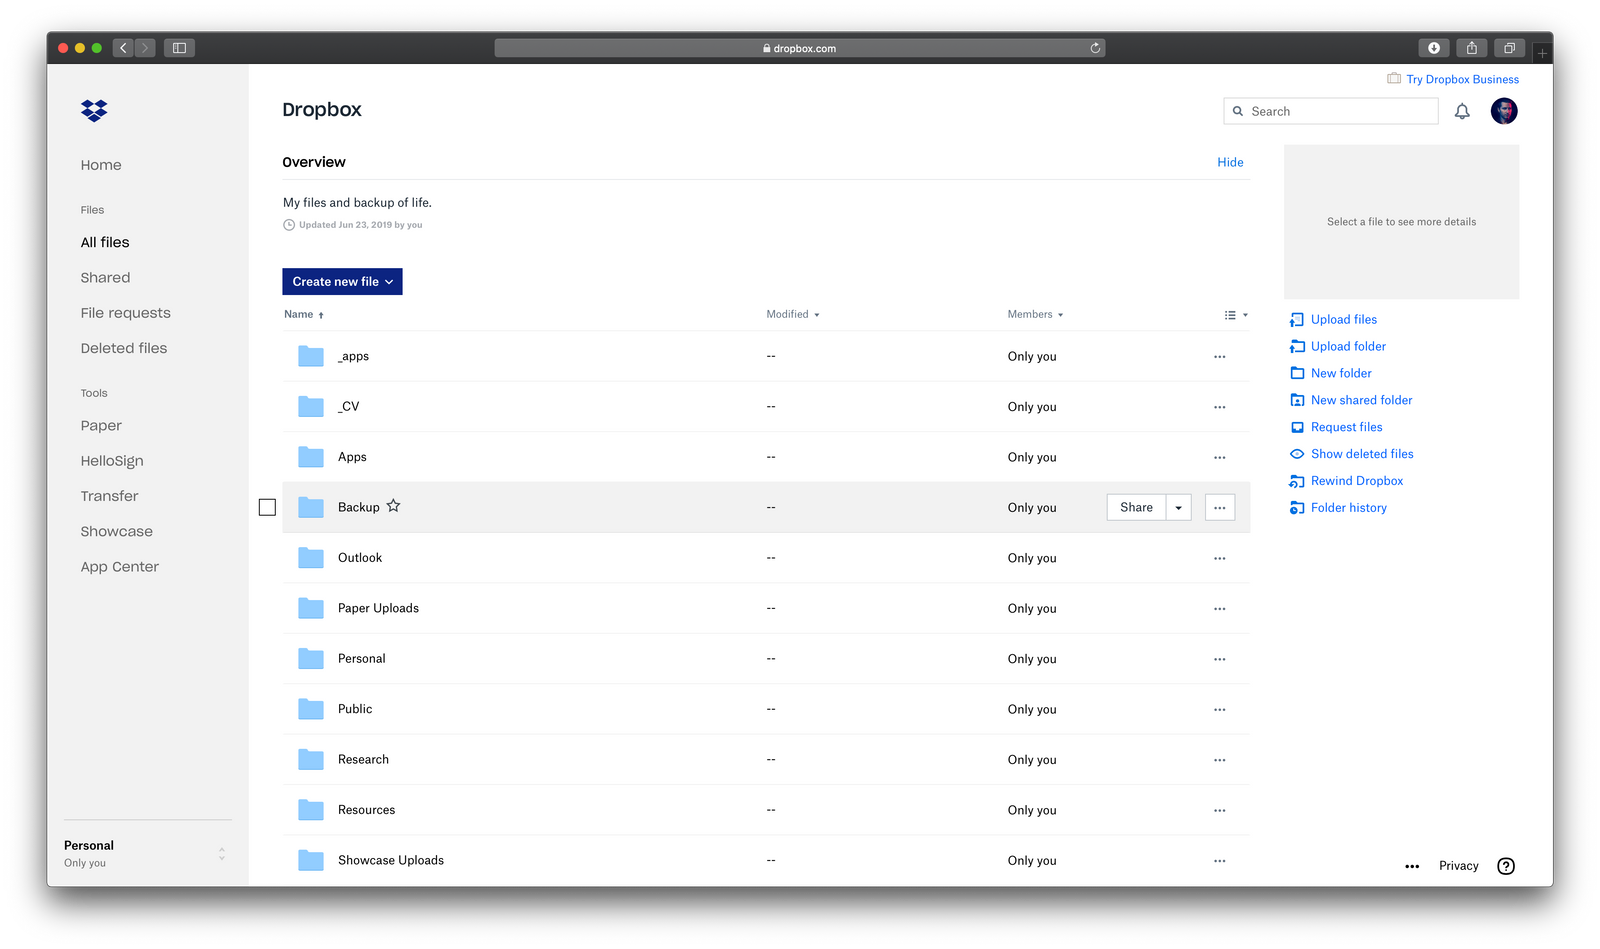 dropbox.com
Try Dropbox Business
Dropbox
Search
Home
Files
All files
Shared
File requests
Deleted files
Tools
Paper
HelloSign
Transfer
Showcase
App Center
Personal
Only you
Overview
Hide
My files and backup of life.
Updated Jun 23, 2019 by you
Create new file
Name Modified Members
_apps -- Only you
_CV -- Only you
Apps -- Only you
Backup -- Only you Share
Outlook -- Only you
Paper Uploads -- Only you
Personal -- Only you
Public -- Only you
Research -- Only you
Resources -- Only you
Showcase Uploads -- Only you
Select a file to see more details
Upload files
Upload folder
New folder
New shared folder
Request files
Show deleted files
Rewind Dropbox
Folder history
Privacy